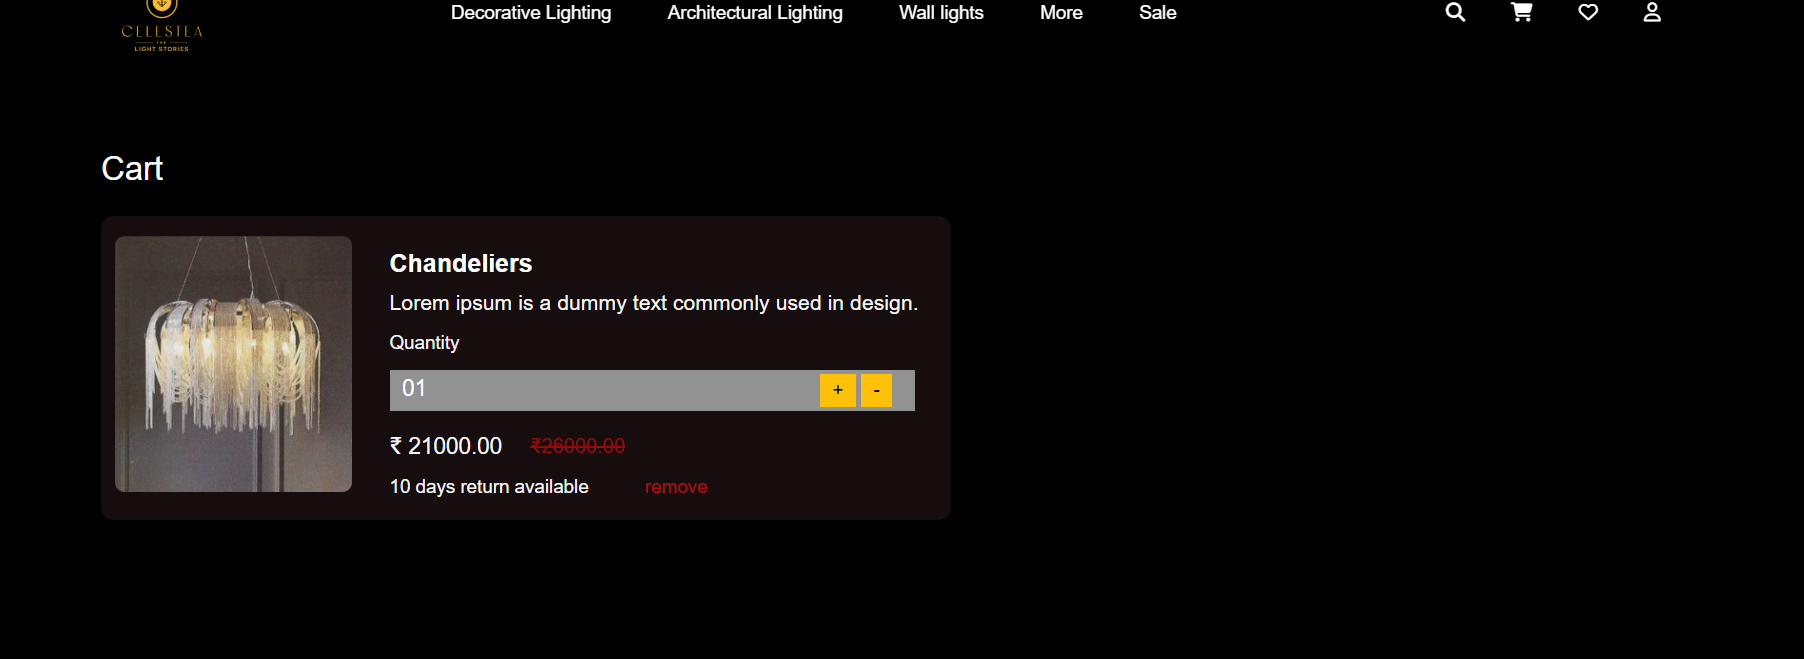 Decorative Lighting Architectural Lighting Wall lights More Sale
CELESTEA
THE
LIGHT STORIES
Cart
Chandeliers
Lorem ipsum is a dummy text commonly used in design.
Quantity
01 + -
₹ 21000.00 ₹26000.00
10 days return available remove